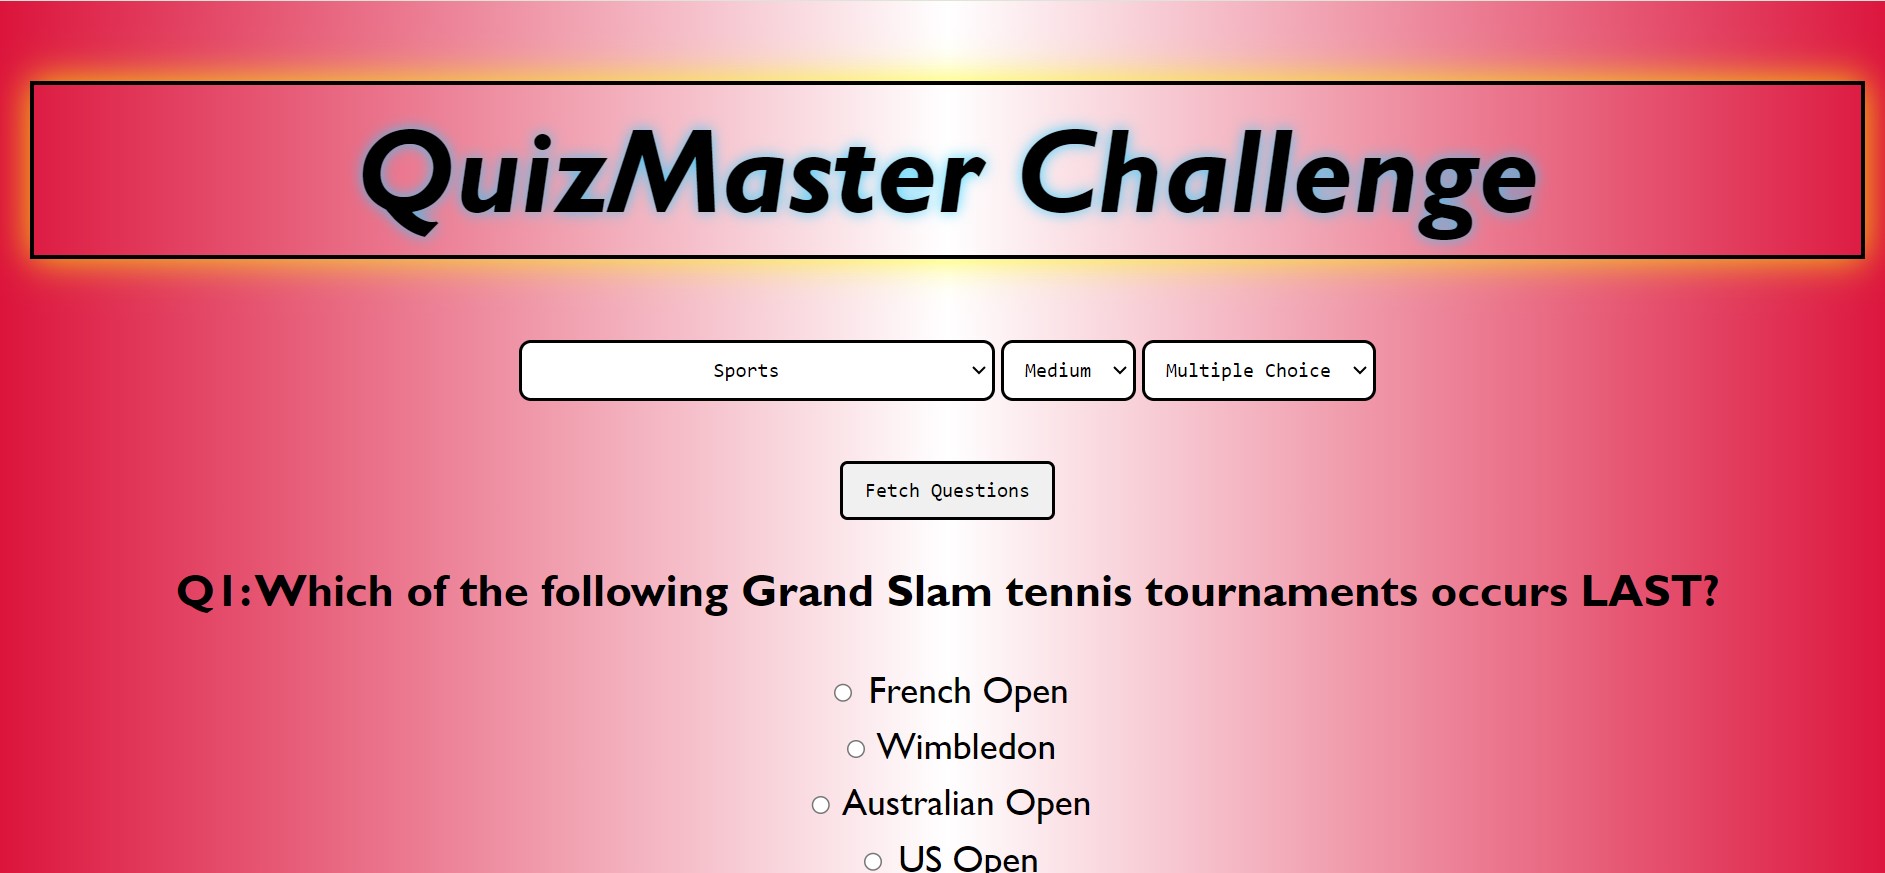 QuizMaster Challenge
Sports Medium Multiple Choice
Fetch Questions
Q1:Which of the following Grand Slam tennis tournaments occurs LAST?
French Open
Wimbledon
Australian Open
US Open